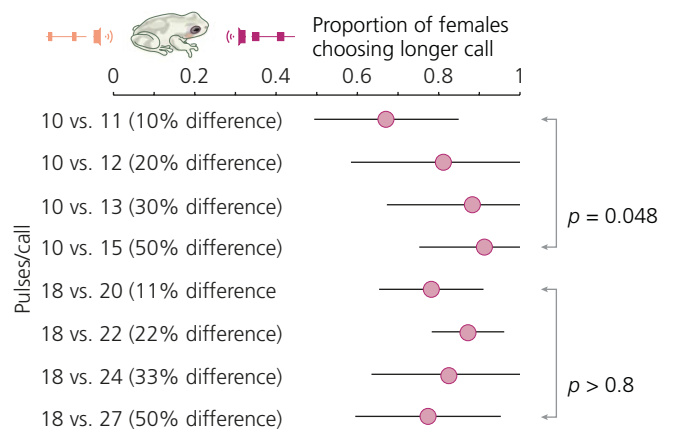 Proportion of females
choosing longer call
0 0.2 0.4 0.6 0.8 1
Pulses/call
10 vs. 11 (10% difference)
10 vs. 12 (20% difference)
10 vs. 13 (30% difference)
10 vs. 15 (50% difference)
p = 0.048
18 vs. 20 (11% difference
18 vs. 22 (22% difference)
18 vs. 24 (33% difference)
18 vs. 27 (50% difference)
p > 0.8